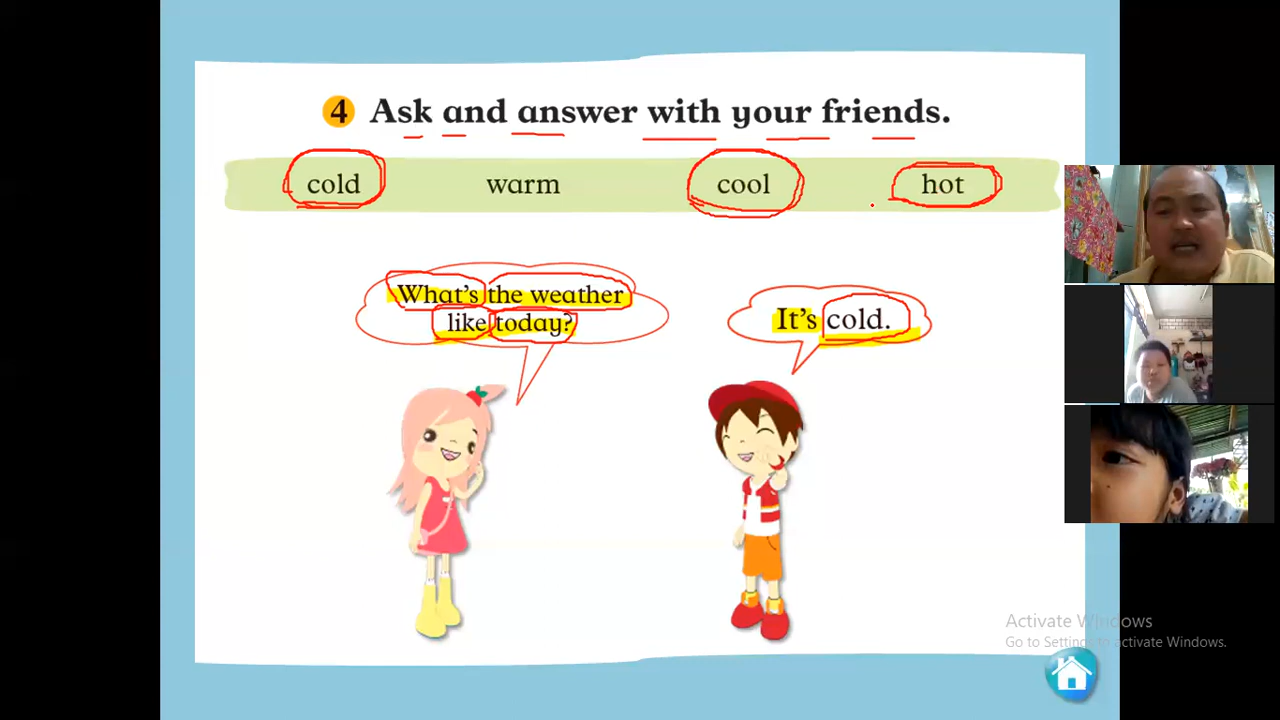 4 Ask and answer with your friends.
cold warm cool hot
What's the weather
like today?
It's cold.
Activate Windows
Go to Settings to activate Windows.